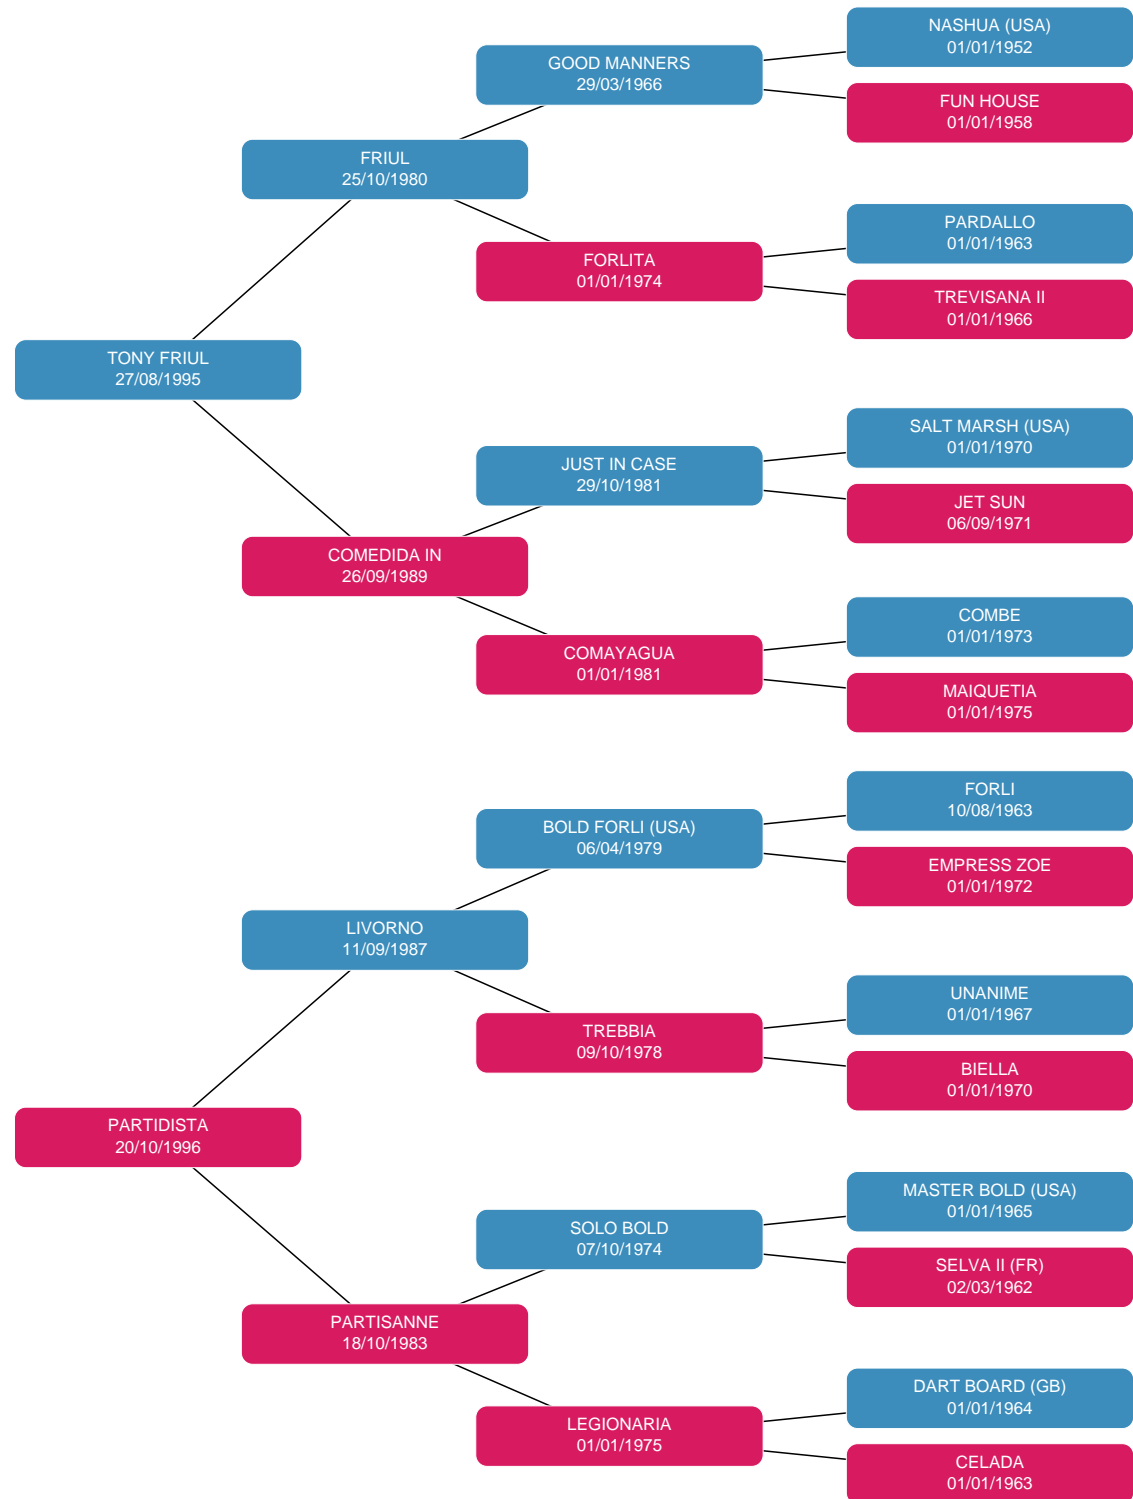 NASHUA (USA)
01/01/1952
GOOD MANNERS
29/03/1966
FUN HOUSE
01/01/1958
FRIUL
25/10/1980
PARDALLO
01/01/1963
FORLITA
01/01/1974
TREVISANA II
01/01/1966
TONY FRIUL
27/08/1995
SALT MARSH (USA)
01/01/1970
JUST IN CASE
29/10/1981
JET SUN
06/09/1971
COMEDIDA IN
26/09/1989
COMBE
01/01/1973
COMAYAGUA
01/01/1981
MAIQUETIA
01/01/1975
FORLI
10/08/1963
BOLD FORLI (USA)
06/04/1979
EMPRESS ZOE
01/01/1972
LIVORNO
11/09/1987
UNANIME
01/01/1967
TREBBIA
09/10/1978
BIELLA
01/01/1970
PARTIDISTA
20/10/1996
MASTER BOLD (USA)
01/01/1965
SOLO BOLD
07/10/1974
SELVA II (FR)
02/03/1962
PARTISANNE
18/10/1983
DART BOARD (GB)
01/01/1964
LEGIONARIA
01/01/1975
CELADA
01/01/1963